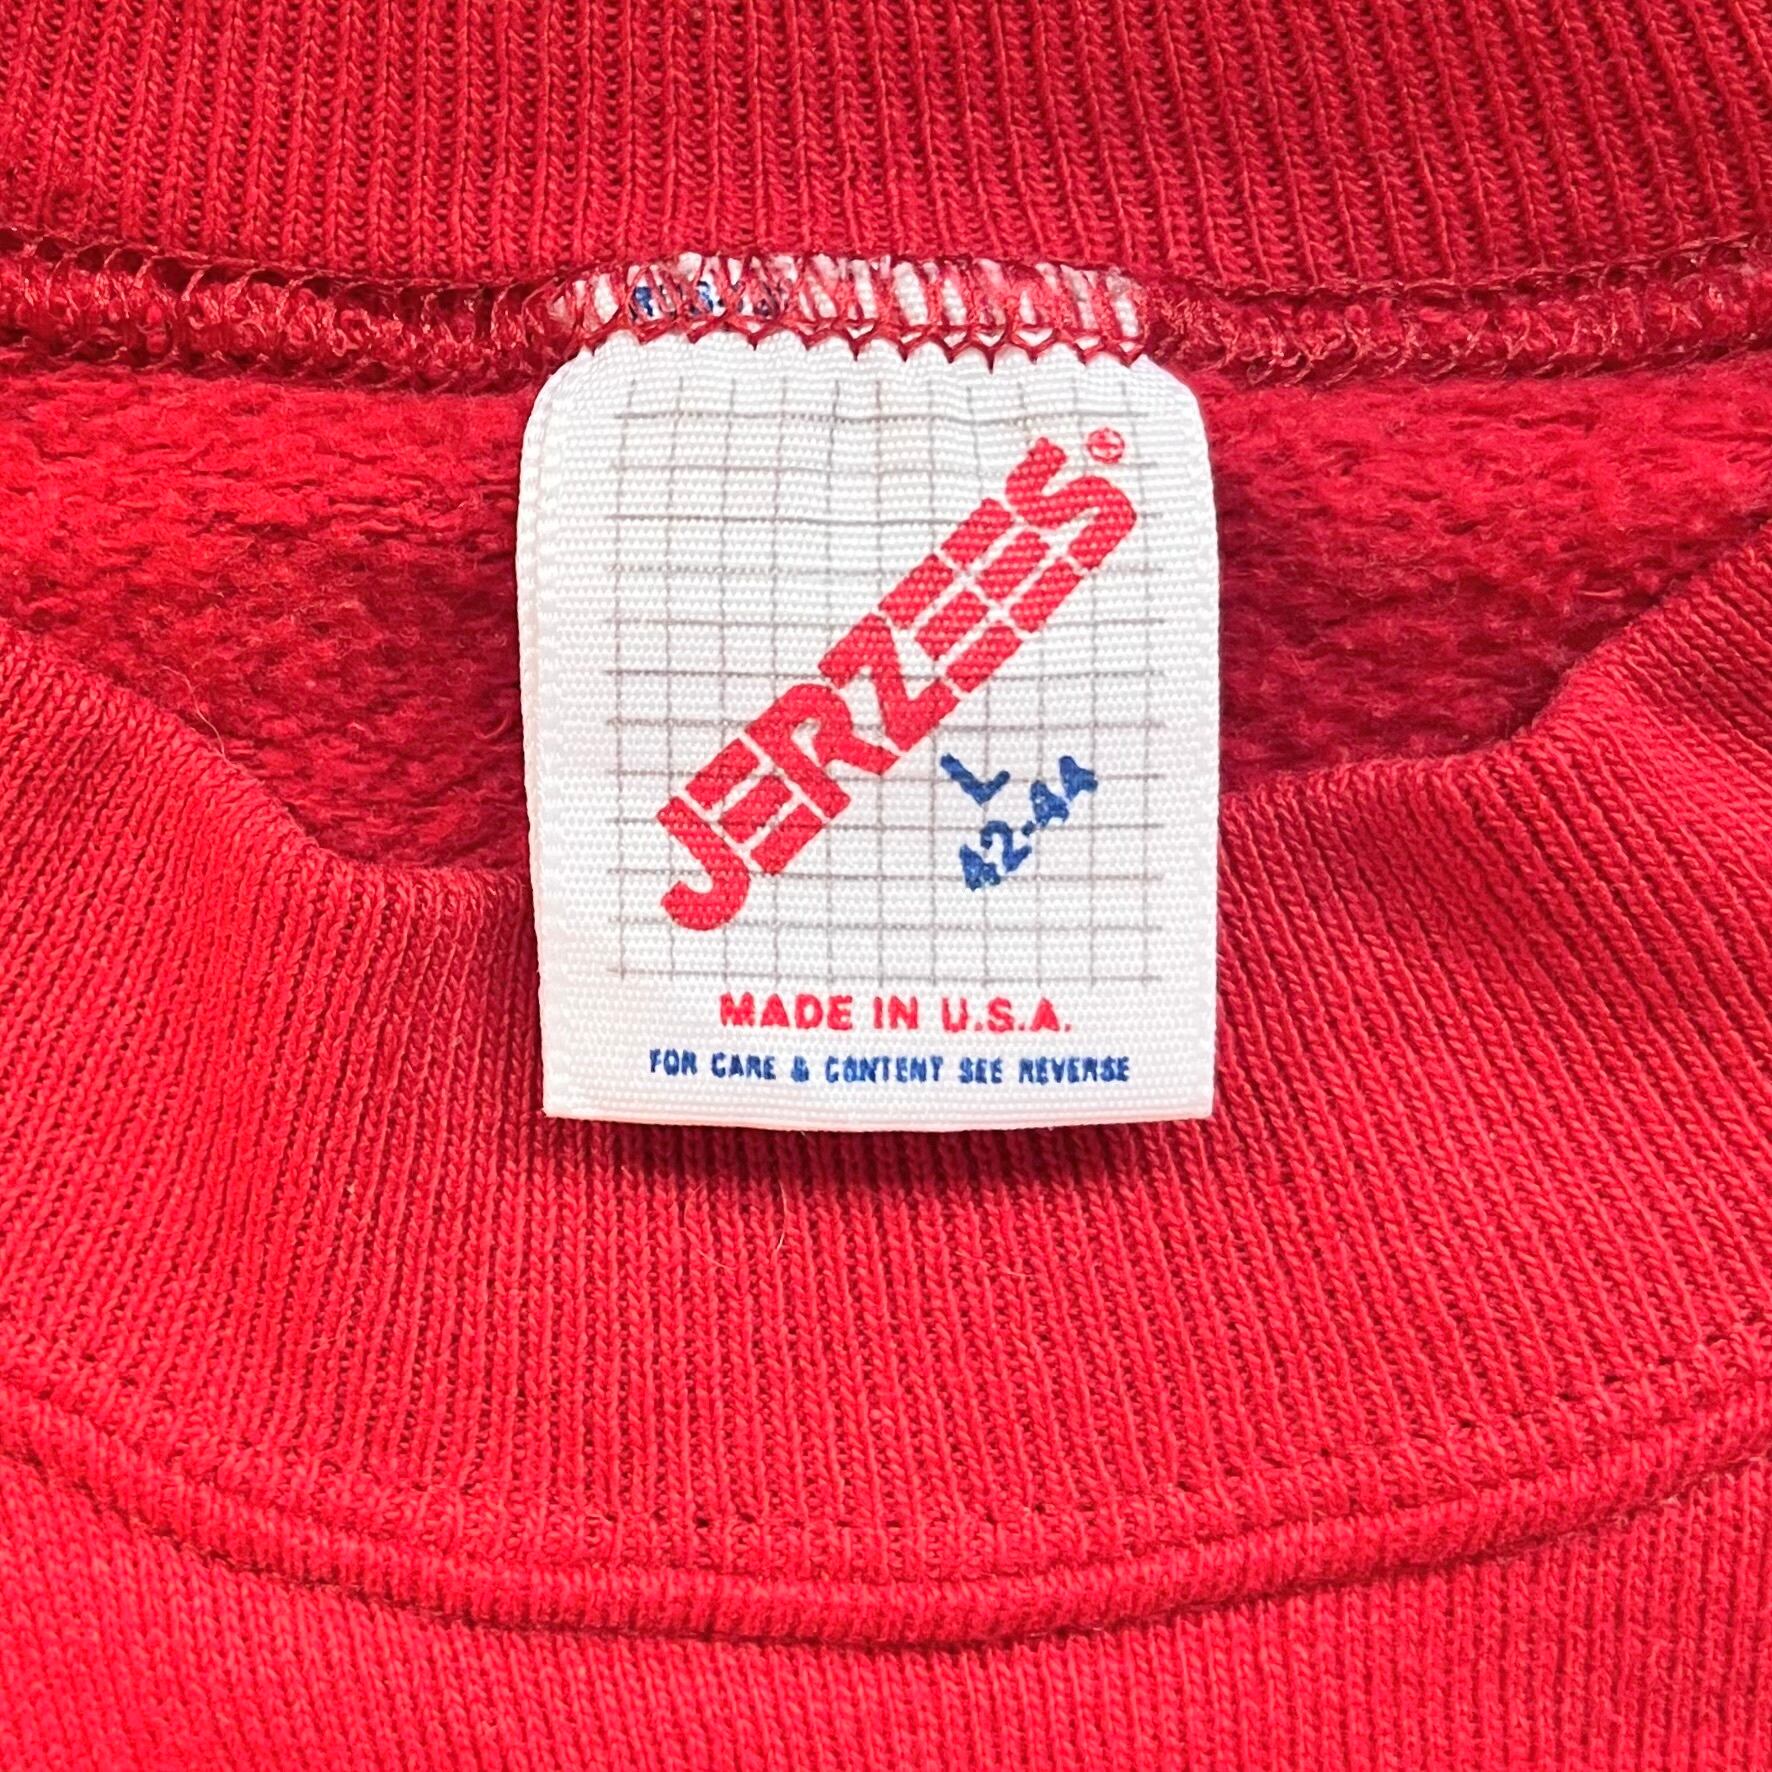 JERZEES®
L
42-44
MADE IN U.S.A.
FOR CARE & CONTENT SEE REVERSE